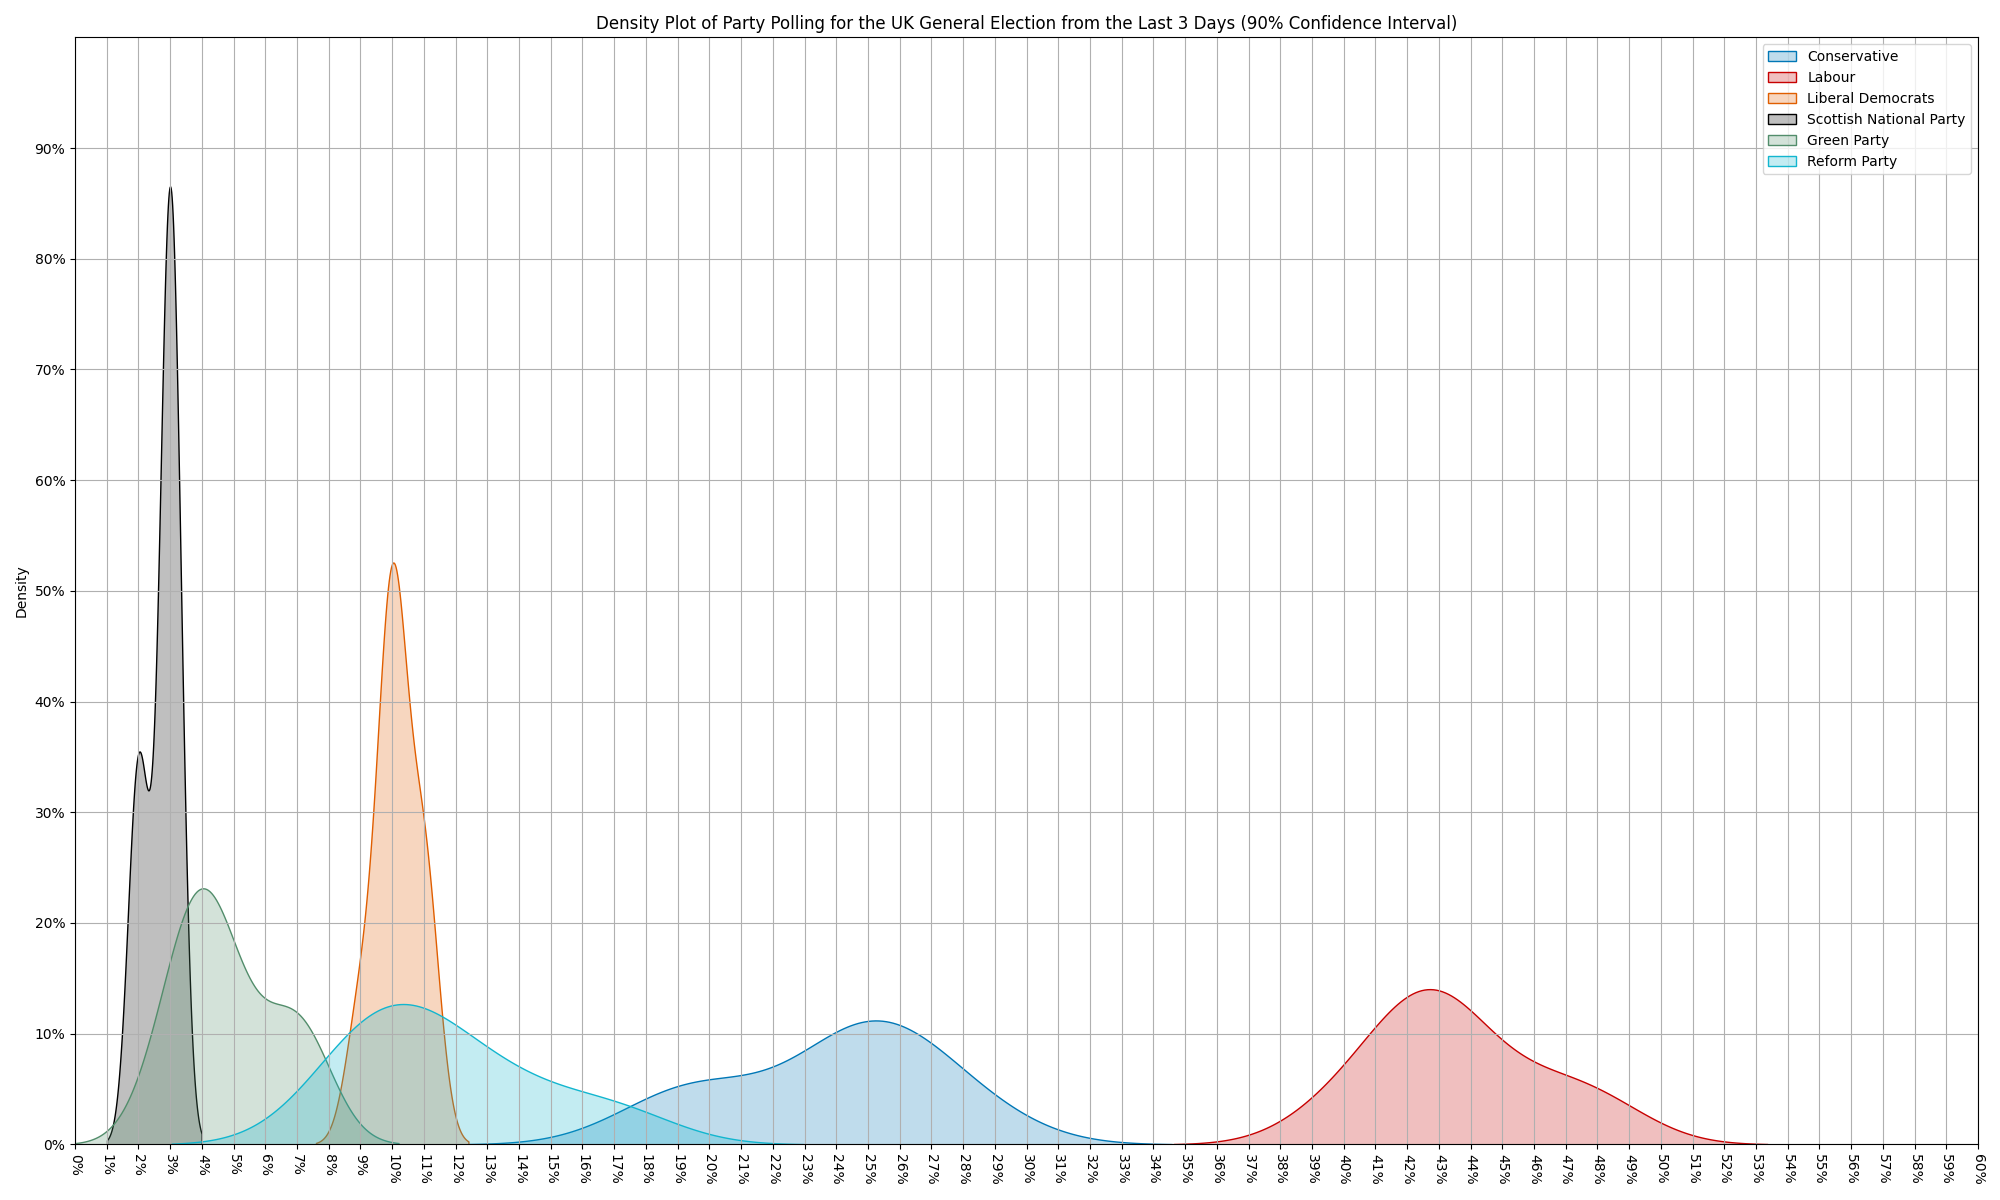 Density Plot of Party Polling for the UK General Election from the Last 3 Days (90% Confidence Interval)
Conservative
Labour
Liberal Democrats
Scottish National Party
Green Party
Reform Party
90%
80%
70%
60%
50%
40%
30%
20%
10%
0%
Density
0% 1% 2% 3% 4% 5% 6% 7% 8% 9% 10% 11% 12% 13% 14% 15% 16% 17% 18% 19% 20% 21% 22% 23% 24% 25% 26% 27% 28% 29% 30% 31% 32% 33% 34% 35% 36% 37% 38% 39% 40% 41% 42% 43% 44% 45% 46% 47% 48% 49% 50% 51% 52% 53% 54% 55% 56% 57% 58% 59% 60%